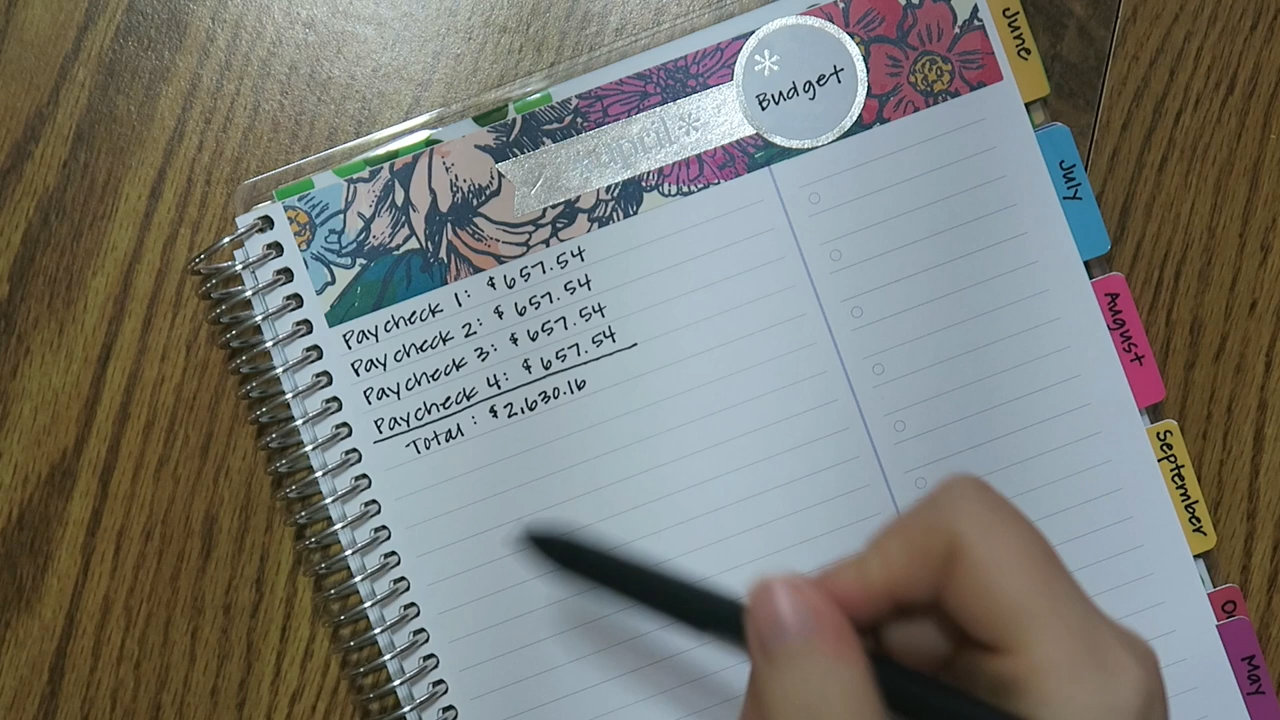 *
Budget
*april*
Paycheck 1: $657.54
Paycheck 2: $657.54
Paycheck 3: $657.54
Paycheck 4: $657.54
Total: $2,630.16
June
July
August
September
O
May